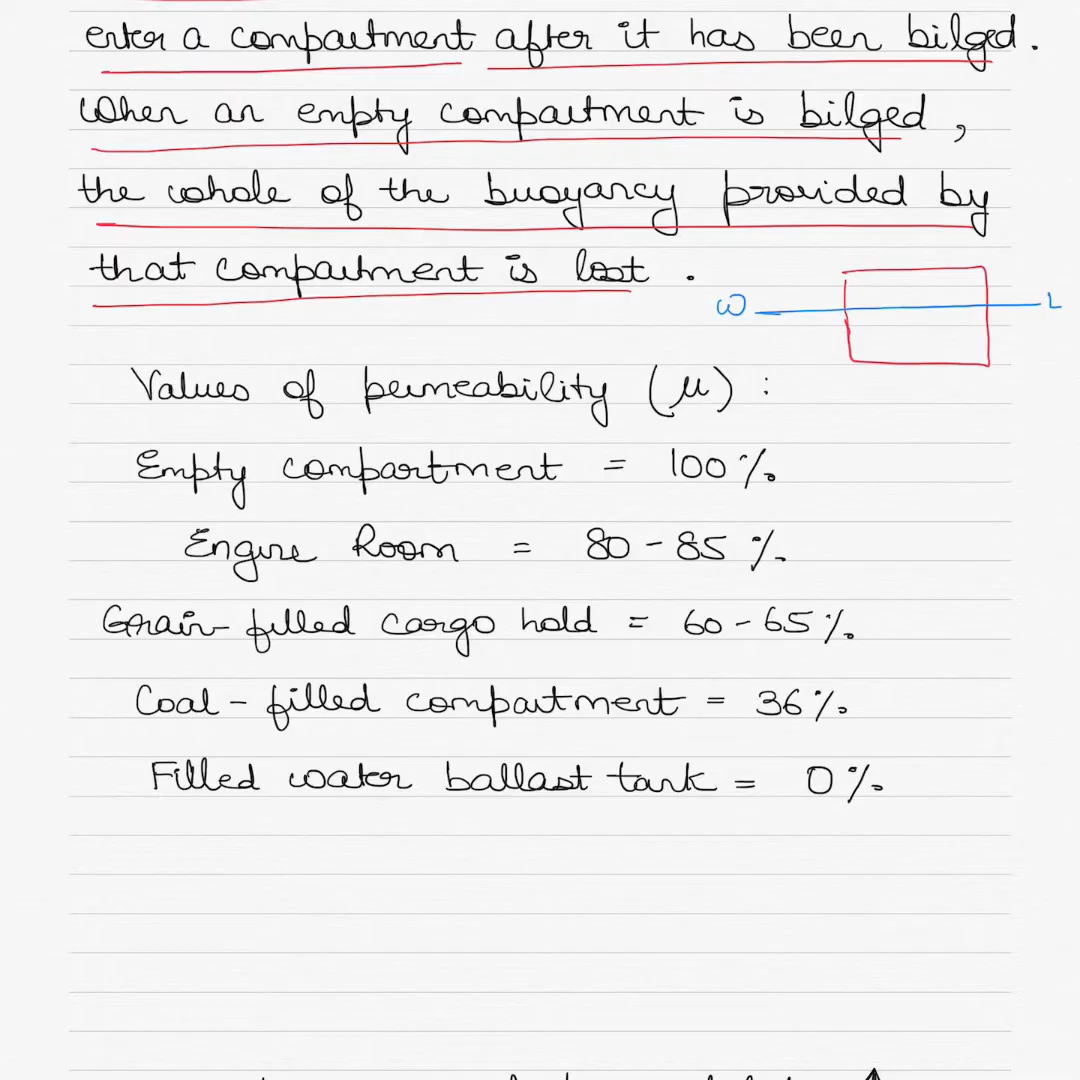 enter a compartment after it has been bilged.
When an empty compartment is bilged,
the whole of the buoyancy provided by
that compartment is lost.
W L
Values of permeability (μ) :
Empty compartment = 100%
Engine Room = 80-85%
Grain-filled cargo hold = 60-65%
Coal-filled compartment = 36%
Filled water ballast tank = 0%